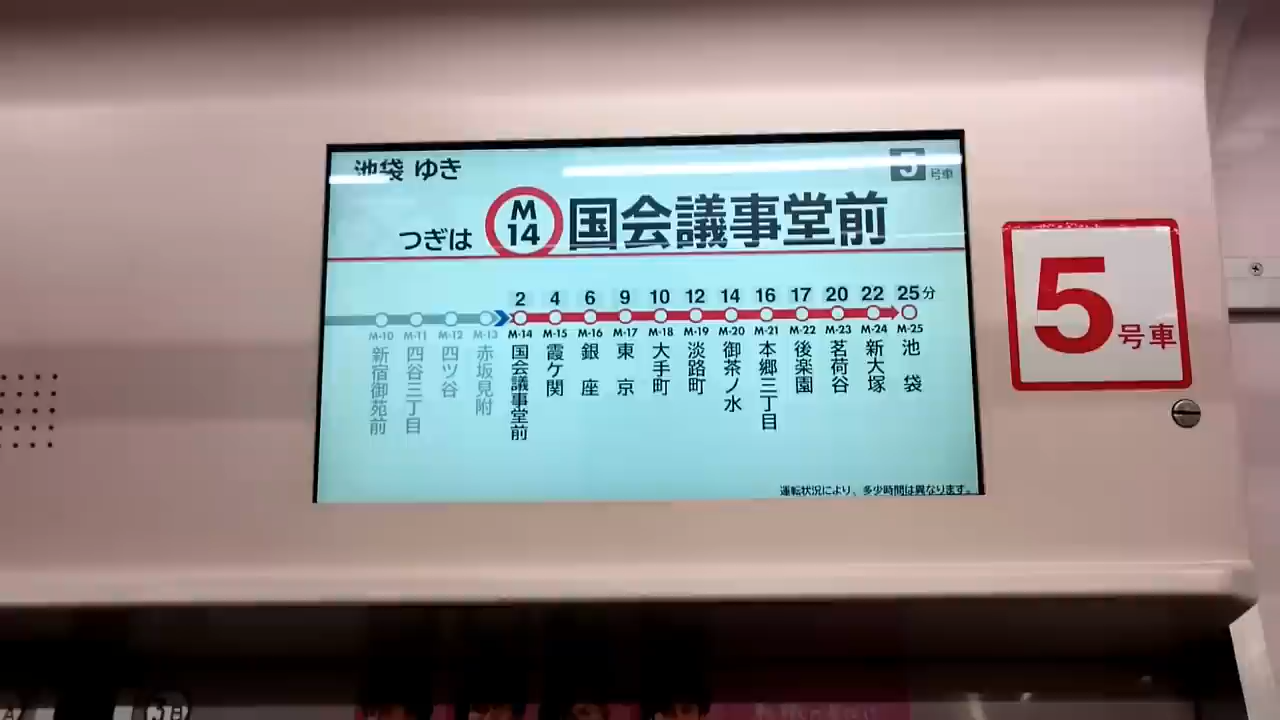 池袋 ゆき
5 号車
つぎは M 14 国会議事堂前
2 4 6 9 10 12 14 16 17 20 22 25 分
M-10 M-11 M-12 M-13 M-14 M-15 M-16 M-17 M-18 M-19 M-20 M-21 M-22 M-23 M-24 M-25
新宿御苑前
四谷三丁目
四ツ谷
赤坂見附
国会議事堂前
霞ケ関
銀座
東京
大手町
淡路町
御茶ノ水
本郷三丁目
後楽園
茗荷谷
新大塚
池袋
運転状況により、多少時間は異なります。
5号車